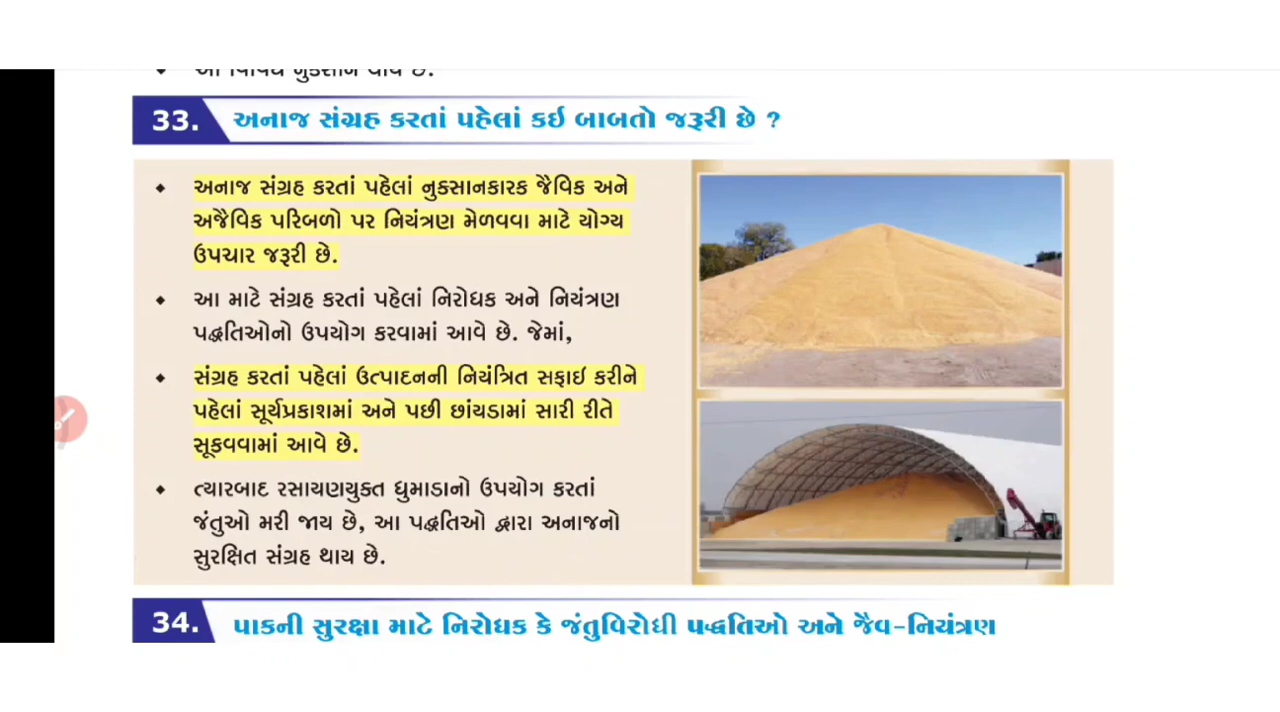 33. અનાજ સંગ્રહ કરતાં પહેલાં કઇ બાબતો જરૂરી છે ?
◆ અનાજ સંગ્રહ કરતાં પહેલાં નુક્સાનકારક જૈવિક અને
અજૈવિક પરિબળો પર નિયંત્રણ મેળવવા માટે યોગ્ય
ઉપચાર જરૂરી છે.
◆ આ માટે સંગ્રહ કરતાં પહેલાં નિરોધક અને નિયંત્રણ
પદ્ધતિઓનો ઉપયોગ કરવામાં આવે છે. જેમાં,
◆ સંગ્રહ કરતાં પહેલાં ઉત્પાદનની નિયંત્રિત સફાઇ કરીને
પહેલાં સૂર્યપ્રકાશમાં અને પછી છાંયડામાં સારી રીતે
સૂકવવામાં આવે છે.
◆ ત્યારબાદ રસાયણયુક્ત ધુમાડાનો ઉપયોગ કરતાં
જંતુઓ મરી જાય છે, આ પદ્ધતિઓ દ્વારા અનાજનો
સુરક્ષિત સંગ્રહ થાય છે.
34. પાકની સુરક્ષા માટે નિરોધક કે જંતુવિરોધી પદ્ધતિઓ અને જૈવ-નિયંત્રણ